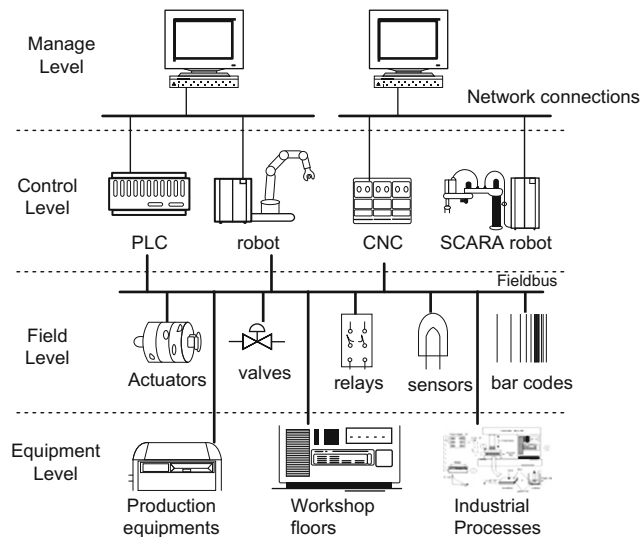 Manage
Level
Network connections
Control
Level
PLC
robot
CNC
SCARA robot
Fieldbus
Field
Level
Actuators
valves
relays
sensors
bar codes
Equipment
Level
Production
equipments
Workshop
floors
Industrial
Processes